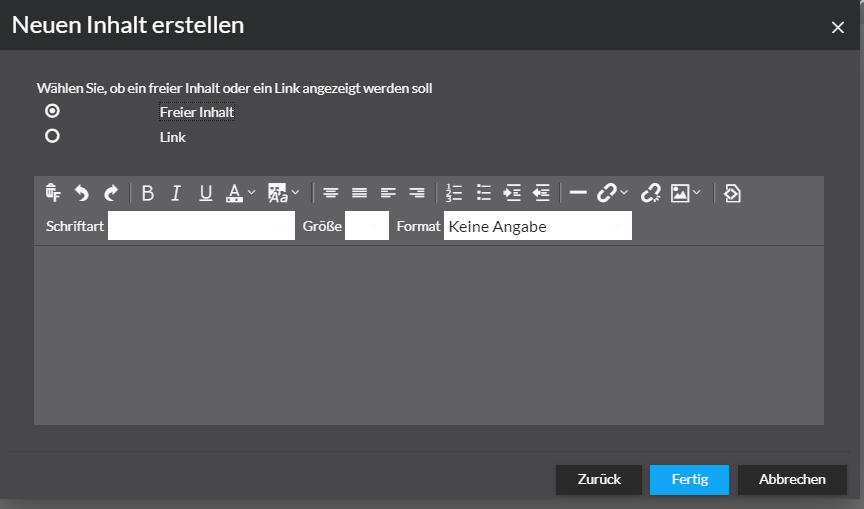 Neuen Inhalt erstellen
Wählen Sie, ob ein freier Inhalt oder ein Link angezeigt werden soll
Freier Inhalt
Link
B I U A Aa
Schriftart Größe Format Keine Angabe
Zurück Fertig Abbrechen